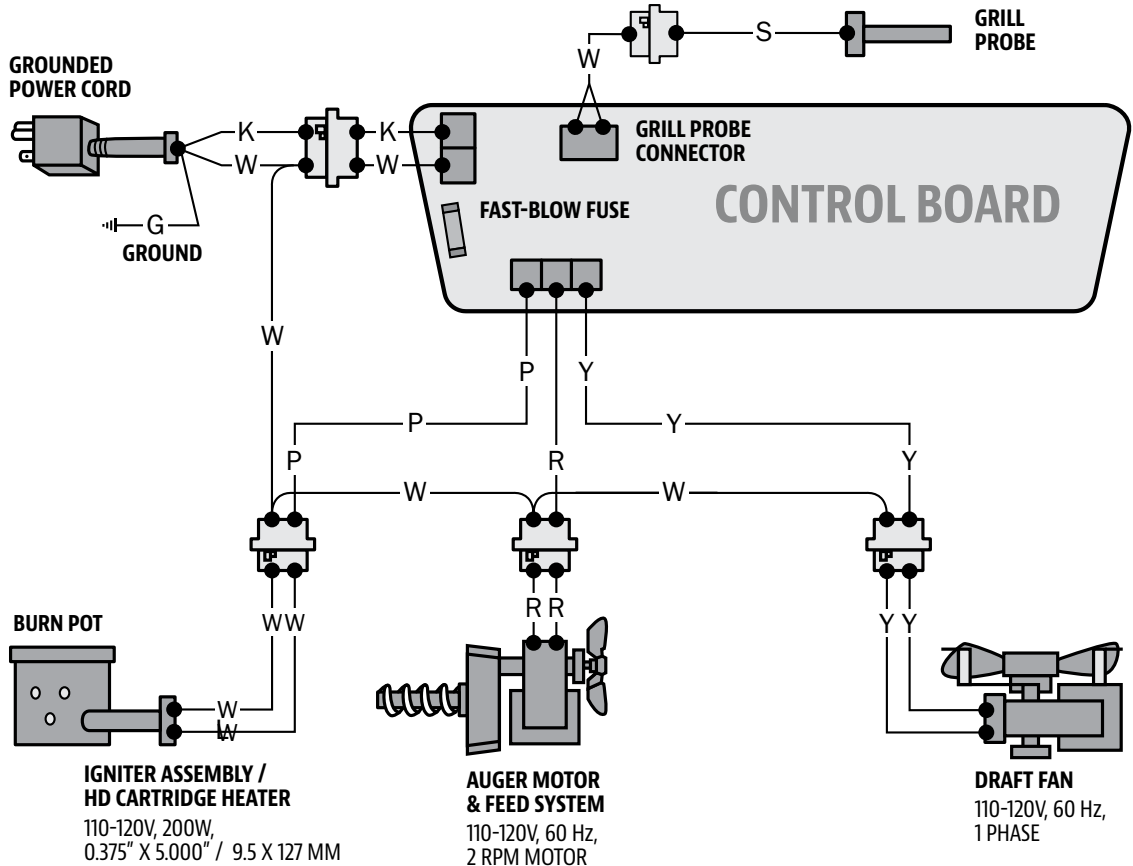 GRILL
PROBE
S
W
GROUNDED
POWER CORD
K
K
W
W
GRILL PROBE
CONNECTOR
CONTROL BOARD
FAST-BLOW FUSE
G
GROUND
W
P
Y
P
Y
P
R
Y
W
W
W W
R R
Y Y
BURN POT
W
W
IGNITER ASSEMBLY /
HD CARTRIDGE HEATER
110-120V, 200W,
0.375" X 5.000" / 9.5 X 127 MM
AUGER MOTOR
& FEED SYSTEM
110-120V, 60 Hz,
2 RPM MOTOR
DRAFT FAN
110-120V, 60 Hz,
1 PHASE